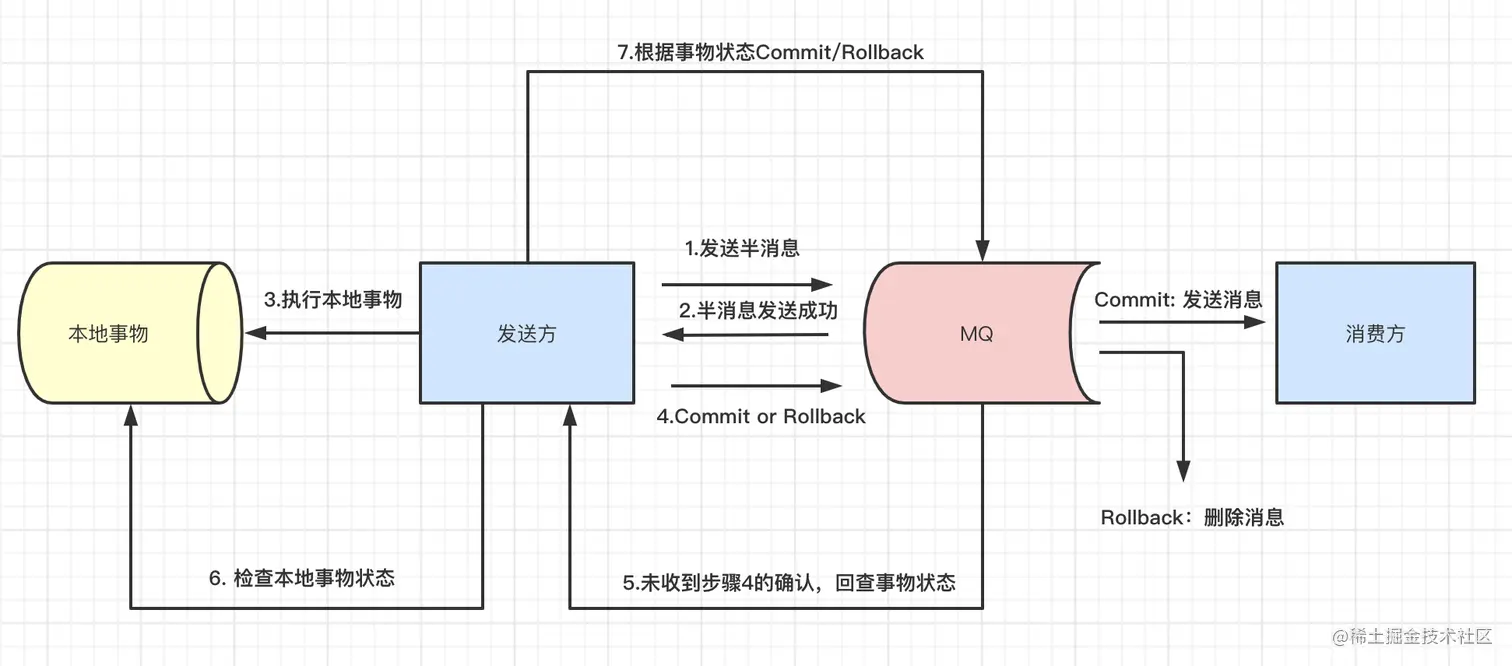 7.根据事物状态Commit/Rollback
1.发送半消息
3.执行本地事物
2.半消息发送成功
Commit: 发送消息
本地事物
发送方
MQ
消费方
4.Commit or Rollback
Rollback：删除消息
6. 检查本地事物状态
5.未收到步骤4的确认，回查事物状态
@稀土掘金技术社区